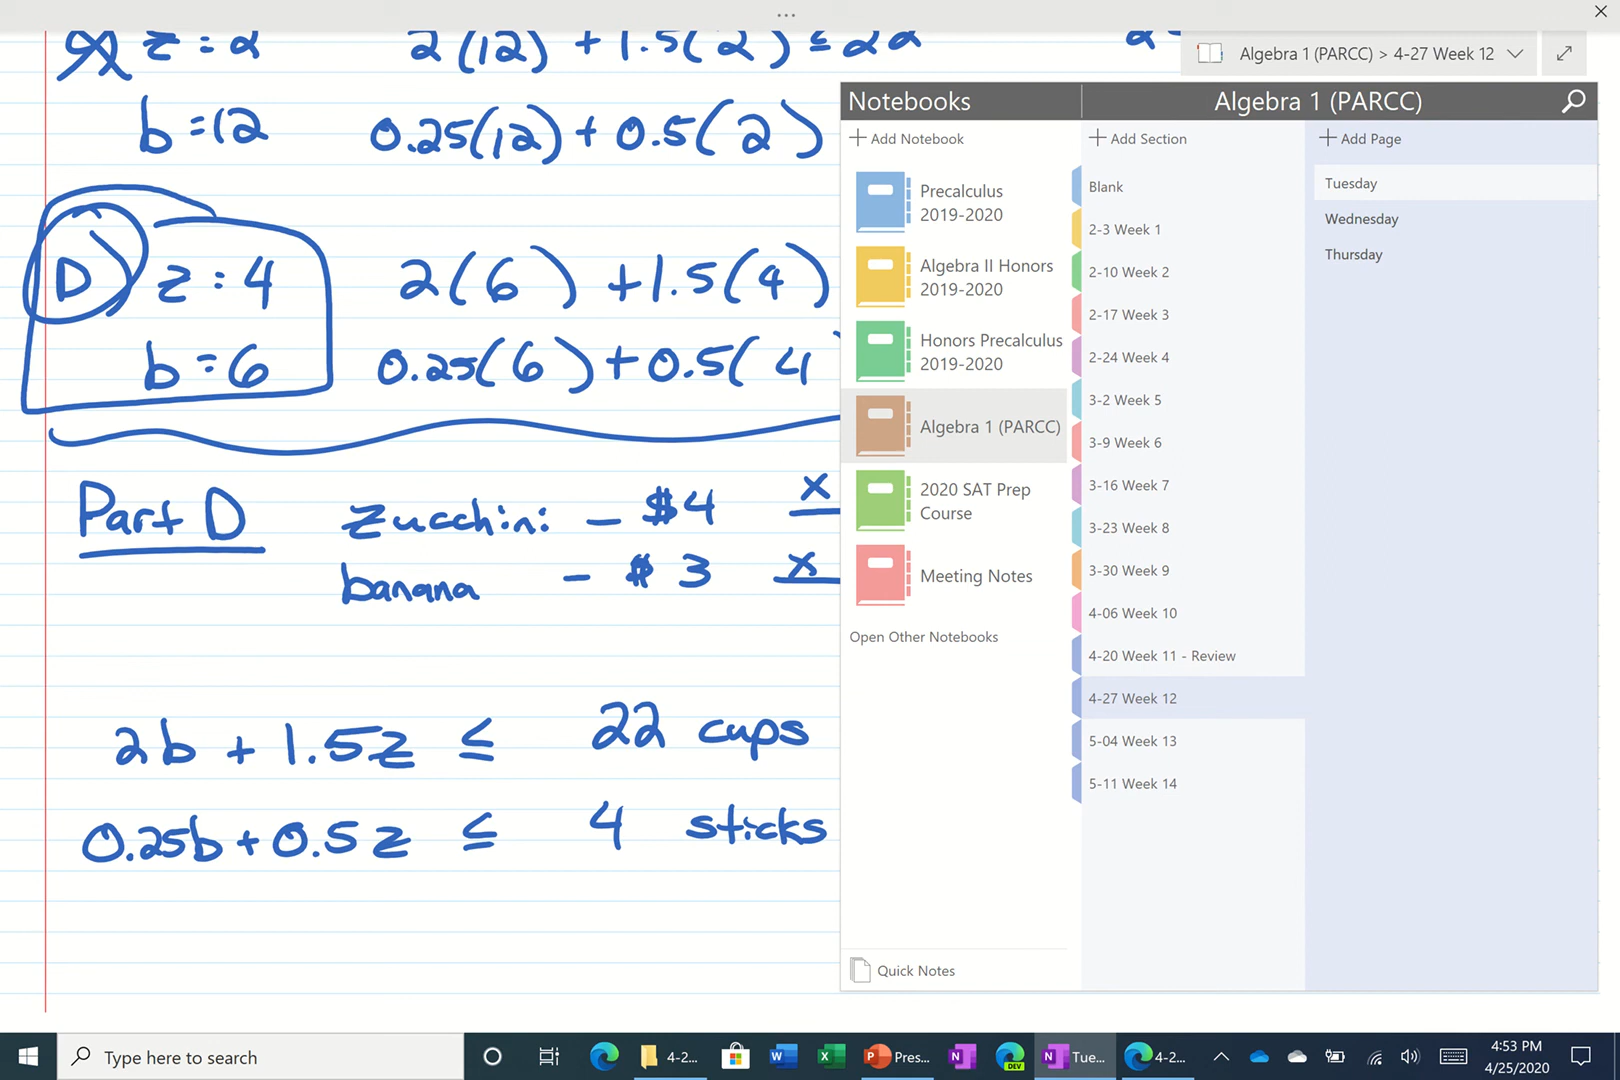 z = 2 2(12) + 1.5(2) ≤ 22
b = 12 0.25(12) + 0.5(2)
D z = 4 2(6) + 1.5(4)
b = 6 0.25(6) + 0.5(4
Part D zucchini - $4 x
banana - $3 x
2b + 1.5z ≤ 22 cups
0.25b + 0.5z ≤ 4 sticks
Algebra 1 (PARCC) > 4-27 Week 12
Notebooks
Algebra 1 (PARCC)
Add Notebook
Precalculus
2019-2020
Algebra II Honors
2019-2020
Honors Precalculus
2019-2020
Algebra 1 (PARCC)
2020 SAT Prep
Course
Meeting Notes
Open Other Notebooks
Quick Notes
Add Section
Blank
2-3 Week 1
2-10 Week 2
2-17 Week 3
2-24 Week 4
3-2 Week 5
3-9 Week 6
3-16 Week 7
3-23 Week 8
3-30 Week 9
4-06 Week 10
4-20 Week 11 - Review
4-27 Week 12
5-04 Week 13
5-11 Week 14
Add Page
Tuesday
Wednesday
Thursday
Type here to search
4-2...
Pres...
DEV
Tue...
4-2...
4:53 PM
4/25/2020